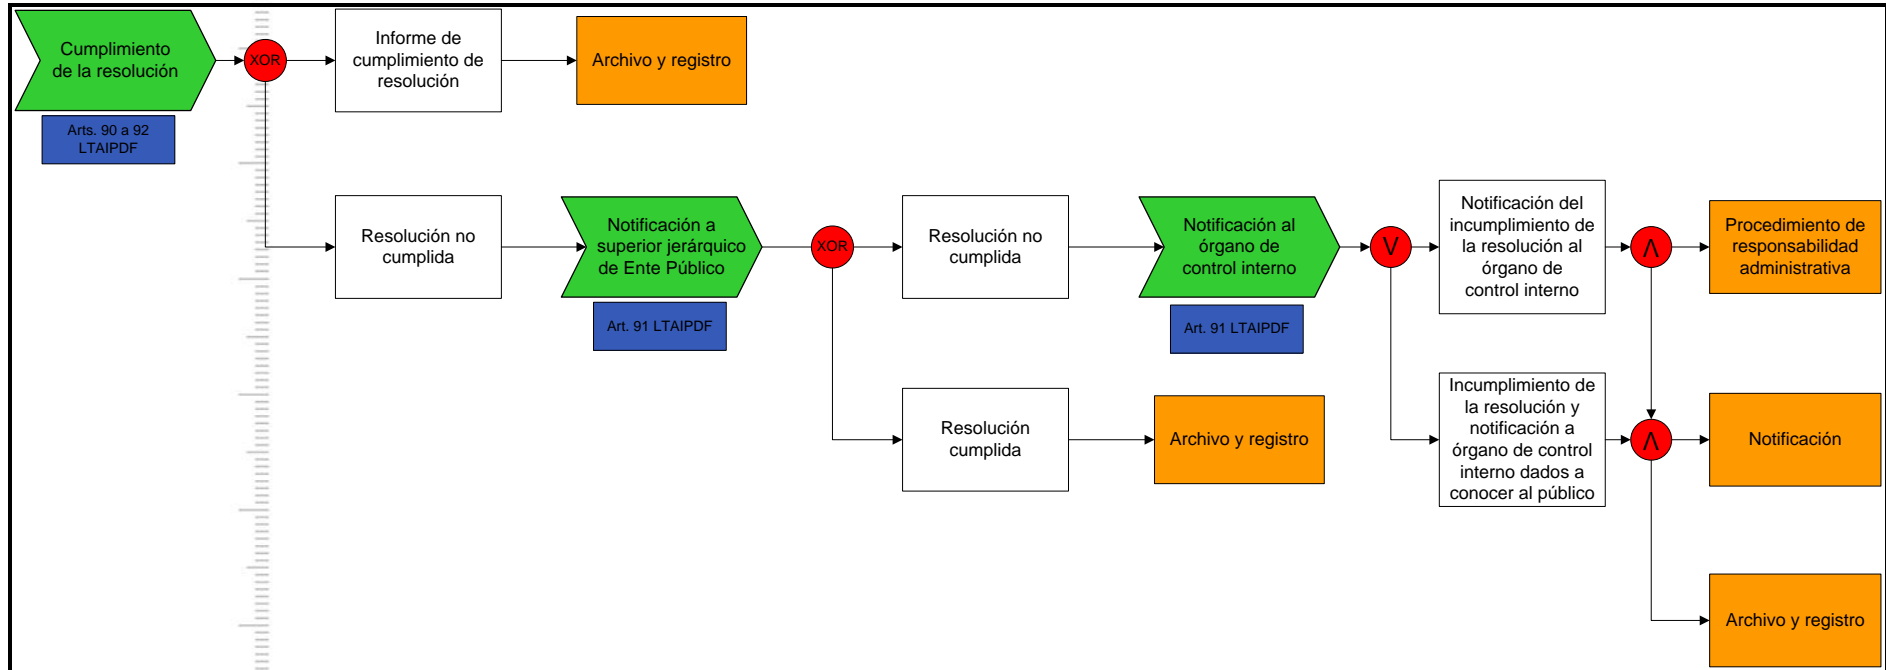 Cumplimiento
de la resolución
XOR
Informe de
cumplimiento de
resolución
Archivo y registro
Arts. 90 a 92
LTAIPDF
Resolución no
cumplida
Notificación a
superior jerárquico
de Ente Público
Art. 91 LTAIPDF
XOR
Resolución no
cumplida
Notificación al
órgano de
control interno
Art. 91 LTAIPDF
V
Notificación del
incumplimiento de
la resolución al
órgano de
control interno
Λ
Procedimiento de
responsabilidad
administrativa
Resolución
cumplida
Archivo y registro
Incumplimiento de
la resolución y
notificación a
órgano de control
interno dados a
conocer al público
Λ
Notificación
Archivo y registro